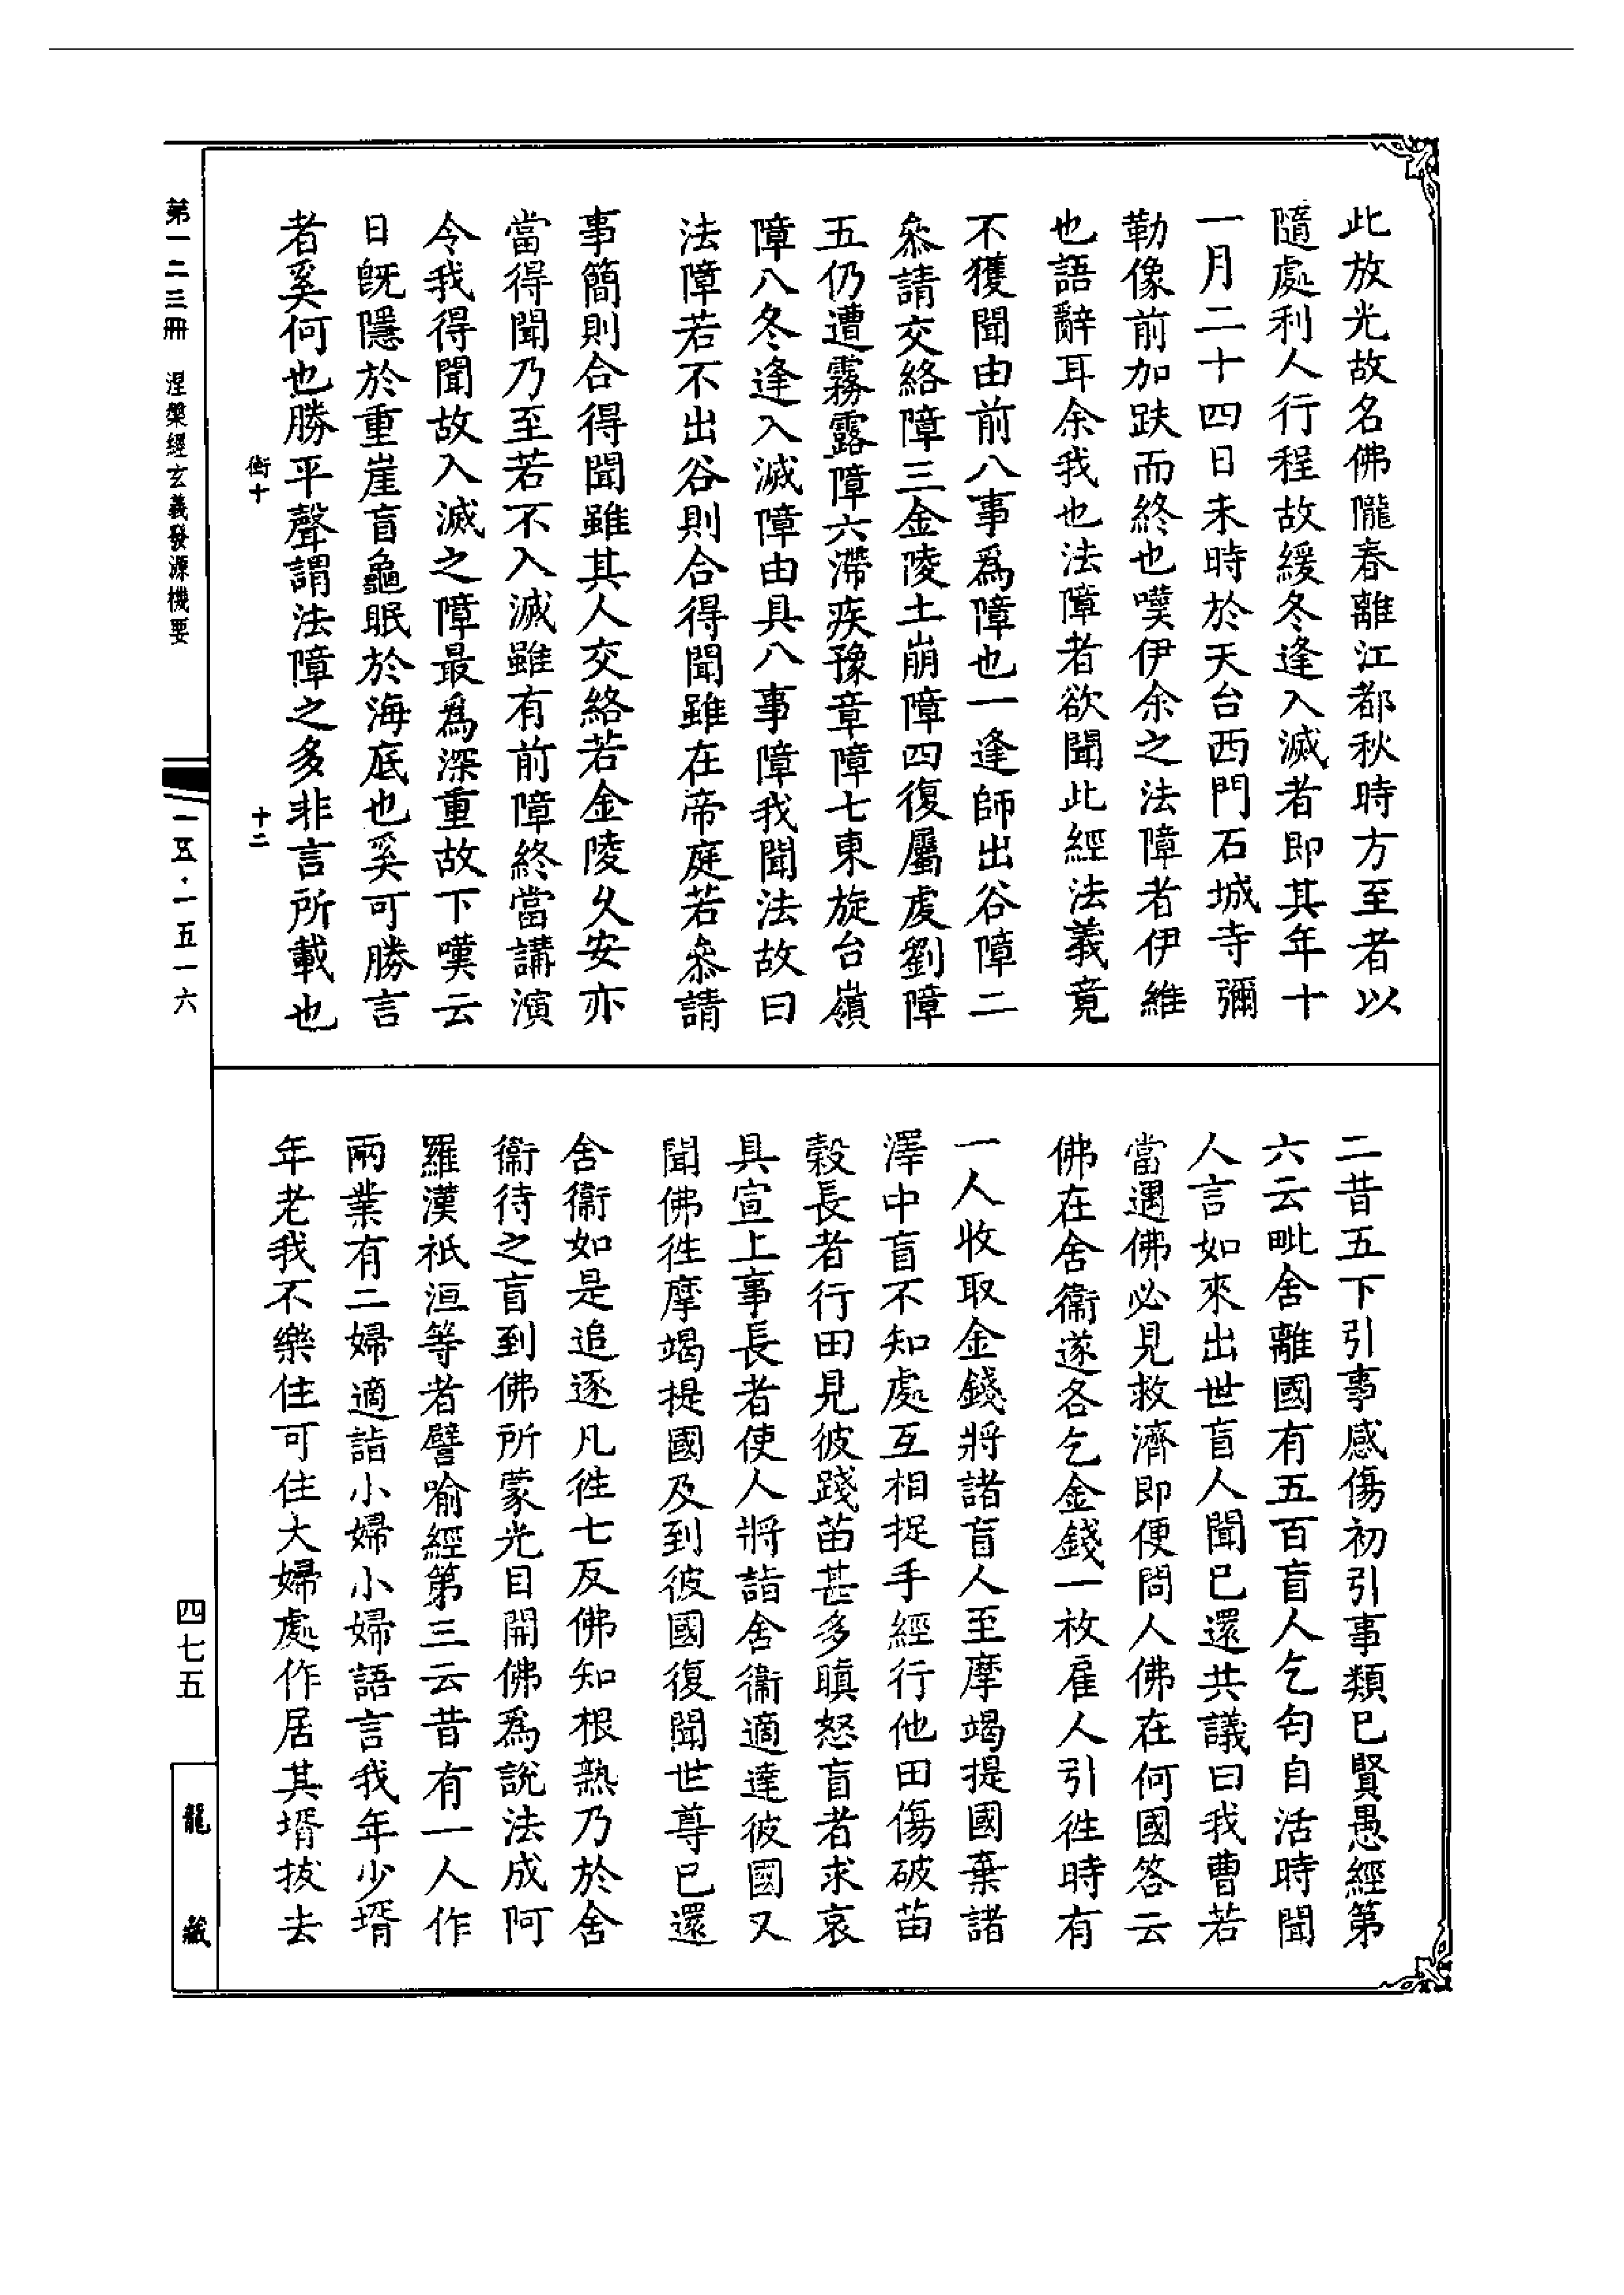 此放光故名佛隴春離江都秋時方至者以
隨處利人行程故緩冬逢入滅者即其年十
一月二十四日未時於天台西門石城寺彌
勒像前加趺而終也嘆伊余之法障者伊維
也語辭耳余我也法障者欲聞此經法義竟
不獲聞由前八事為障也一逢師出谷障二
叅請交絡障三金陵土崩障四復屬虔劉障
五仍遭霧露障六滯疾豫章障七東旋台嶺
障八冬逢入滅障由具八事障我聞法故曰
法障若不出谷則合得聞雖在帝庭若叅請
事簡則合得聞雖其人交絡若金陵久安亦
當得聞乃至若不入滅雖有前障終當講演
令我得聞故入滅之障最為深重故下嘆云
日旣隱於重崖盲龜眠於海底也奚可勝言
者奚何也勝平聲謂法障之多非言所載也
二昔五下引事感傷初引事類已賢愚經第
六云毗舍離國有五百盲人乞匄自活時聞
人言如來出世盲人聞已還共議曰我曹若
當遇佛必見救濟即便問人佛在何國答云
佛在舍衞遂各乞金錢一枚雇人引徃時有
一人收取金錢將諸盲人至摩竭提國棄諸
澤中盲不知處互相捉手經行他田傷破苗
穀長者行田見彼踐苗甚多瞋怒盲者求哀
具宣上事長者使人將詣舍衞適達彼國又
聞佛徃摩竭提國及到彼國復聞世尊已還
舍衞如是追逐凡徃七反佛知根熟乃於舍
衞待之盲到佛所蒙光目開佛為說法成阿
羅漢祇洹等者譬喻經第三云昔有一人作
兩業有二婦適詣小婦小婦語言我年少壻
年老我不樂住可住大婦處作居其壻拔去
第一二三冊 涅槃經玄義發源機要
衘十 十二
一五·一五一六
四七五
龍藏